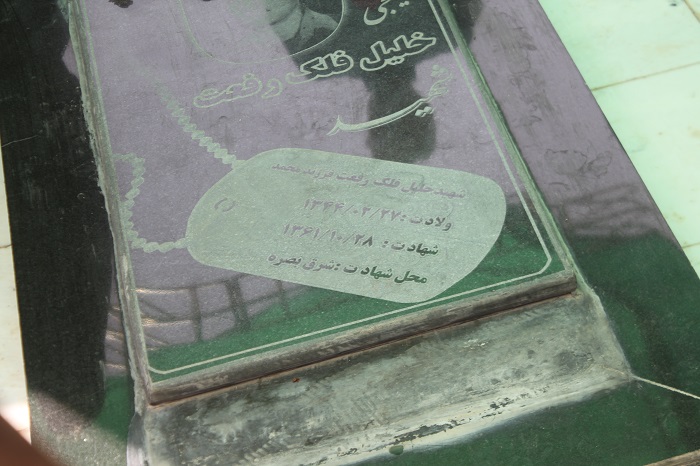 خلیل فلک رفعت
شهید
شهید خلیل فلک رفعت فرزند محمد
ولادت : ۱۳۴۴/۰۲/۲۷
شهادت : ۱۳۶۱/۱۰/۲۸
محل شهادت : شرق بصره